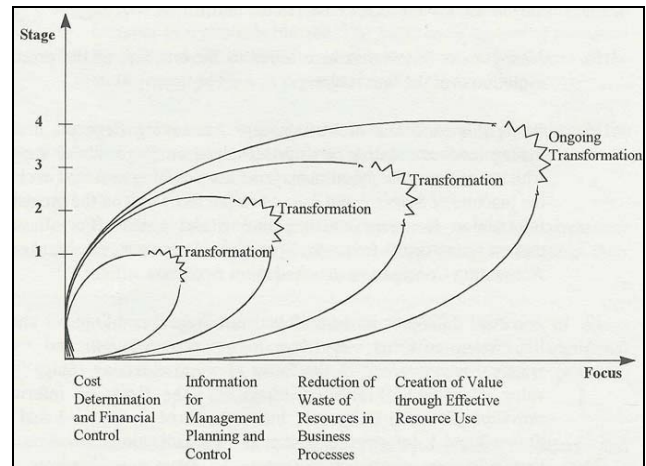 Stage
4
Ongoing
Transformation
3
Transformation
2
Transformation
1
Transformation
Focus
Cost
Determination
and Financial
Control
Information
for
Management
Planning and
Control
Reduction of
Waste of
Resources in
Business
Processes
Creation of Value
through Effective
Resource Use